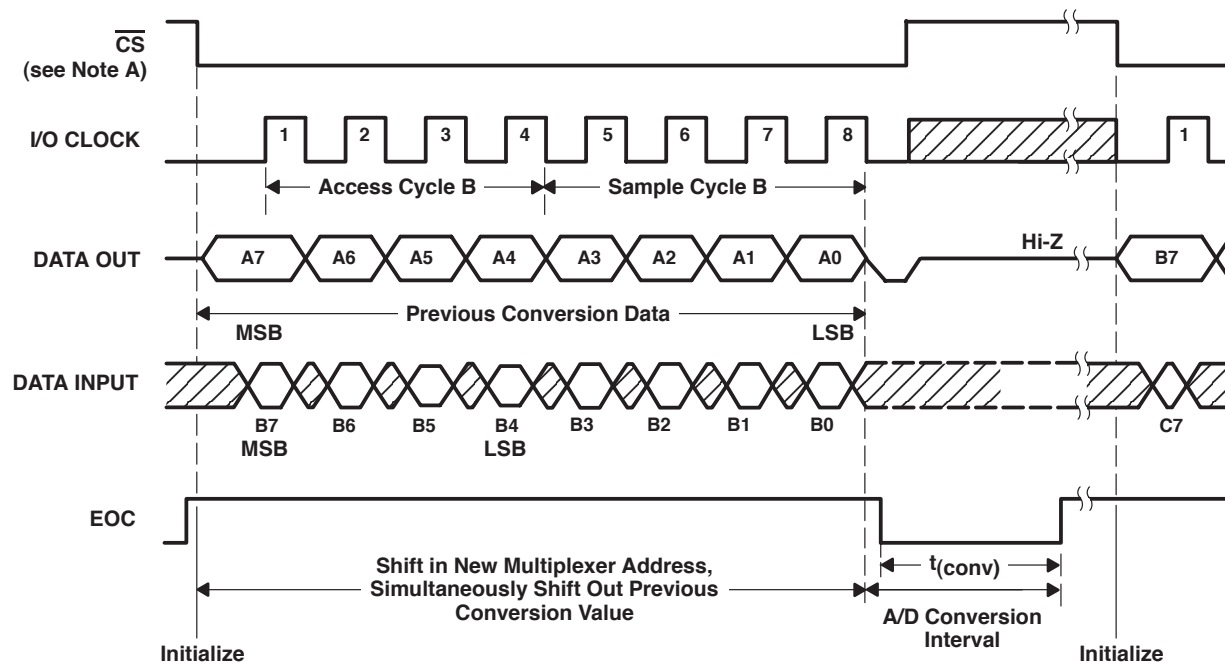 CS
(see Note A)
I/O CLOCK
1 2 3 4 5 6 7 8 1
Access Cycle B Sample Cycle B
Hi-Z
DATA OUT
A7 A6 A5 A4 A3 A2 A1 A0 B7
Previous Conversion Data
MSB LSB
DATA INPUT
B7 B6 B5 B4 B3 B2 B1 B0 C7
MSB LSB
EOC
t(conv)
Shift in New Multiplexer Address,
Simultaneously Shift Out Previous
Conversion Value
A/D Conversion
Interval
Initialize Initialize